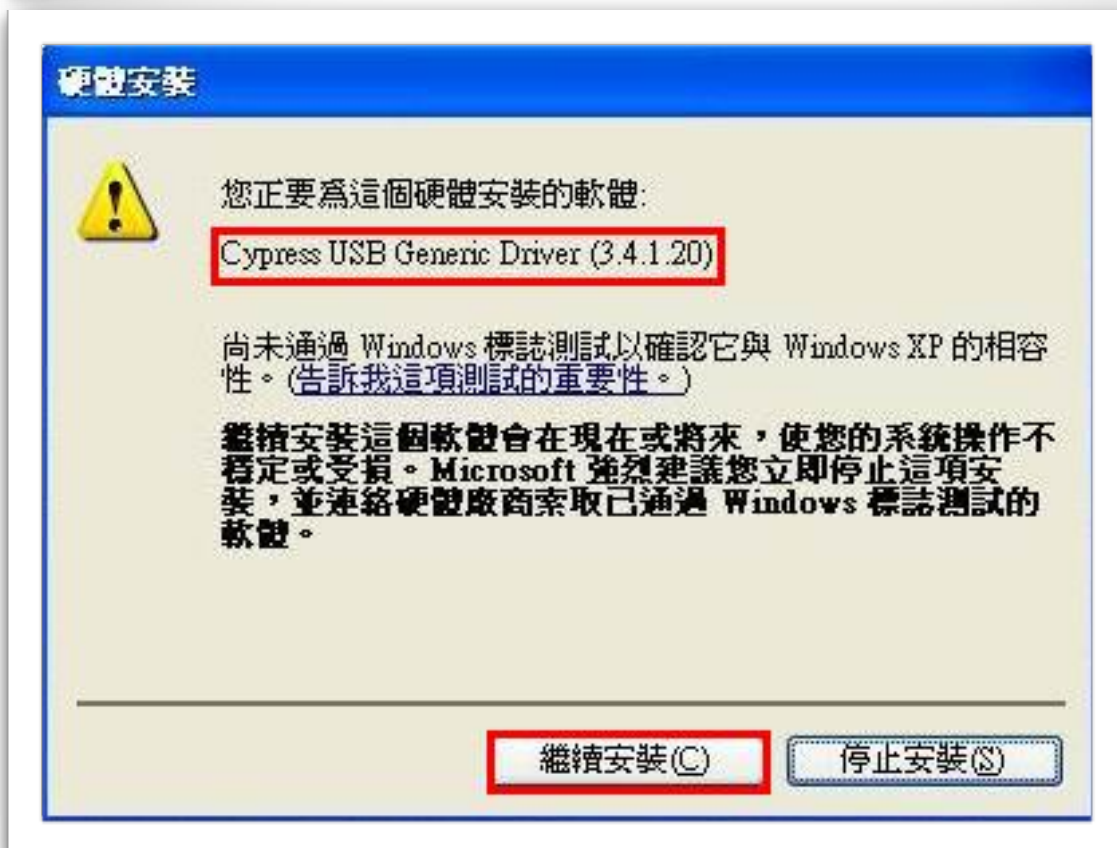 硬體安裝
您正要為這個硬體安裝的軟體:
Cypress USB Generic Driver (3.4.1.20)
尚未通過 Windows 標誌測試以確認它與 Windows XP 的相容
性。(告訴我這項測試的重要性。)
繼續安裝這個軟體會在現在或將來，使您的系統操作不
穩定或受損。Microsoft 強烈建議您立即停止這項安
裝，並連絡硬體廠商索取已通過 Windows 標誌測試的
軟體。
繼續安裝(C) 停止安裝(S)